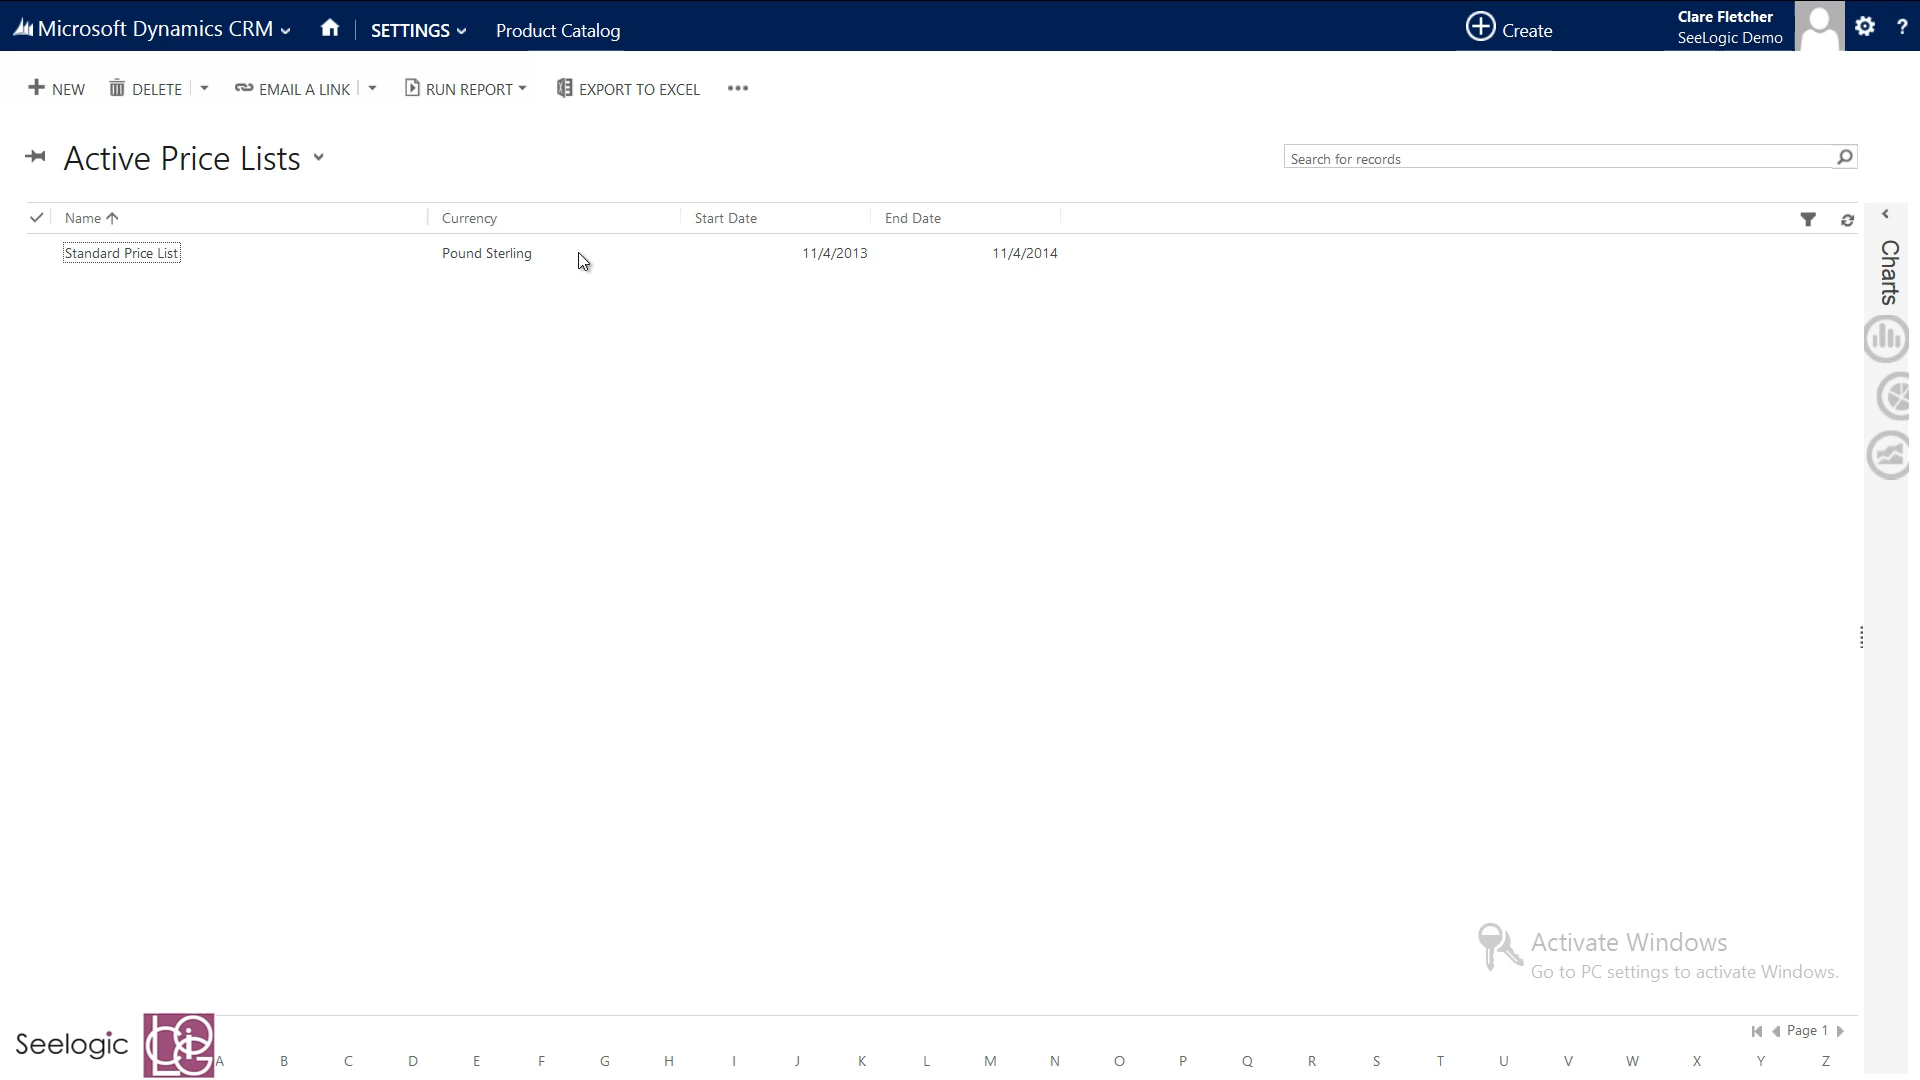 Microsoft Dynamics CRM SETTINGS Product Catalog Create Clare Fletcher
SeeLogic Demo ?
NEW DELETE EMAIL A LINK RUN REPORT EXPORT TO EXCEL •••
Active Price Lists
Search for records
Name Currency Start Date End Date
Standard Price List Pound Sterling 11/4/2013 11/4/2014
Charts
Activate Windows
Go to PC settings to activate Windows.
Page 1
Seelogic
A B C D E F G H I J K L M N O P Q R S T U V W X Y Z